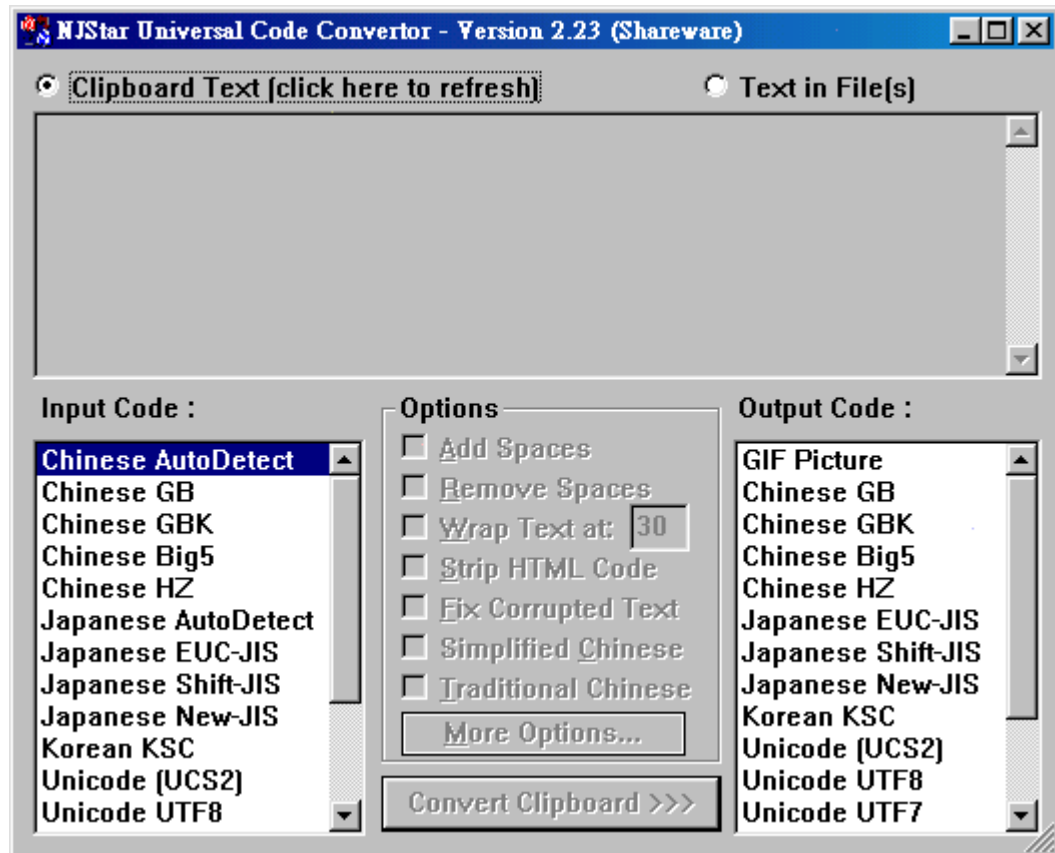 NJStar Universal Code Convertor - Version 2.23 (Shareware)
Clipboard Text (click here to refresh) Text in File(s)
Input Code :
Chinese AutoDetect
Chinese GB
Chinese GBK
Chinese Big5
Chinese HZ
Japanese AutoDetect
Japanese EUC-JIS
Japanese Shift-JIS
Japanese New-JIS
Korean KSC
Unicode (UCS2)
Unicode UTF8
Options
Add Spaces
Remove Spaces
Wrap Text at: 30
Strip HTML Code
Fix Corrupted Text
Simplified Chinese
Traditional Chinese
More Options...
Convert Clipboard >>>
Output Code :
GIF Picture
Chinese GB
Chinese GBK
Chinese Big5
Chinese HZ
Japanese EUC-JIS
Japanese Shift-JIS
Japanese New-JIS
Korean KSC
Unicode (UCS2)
Unicode UTF8
Unicode UTF7